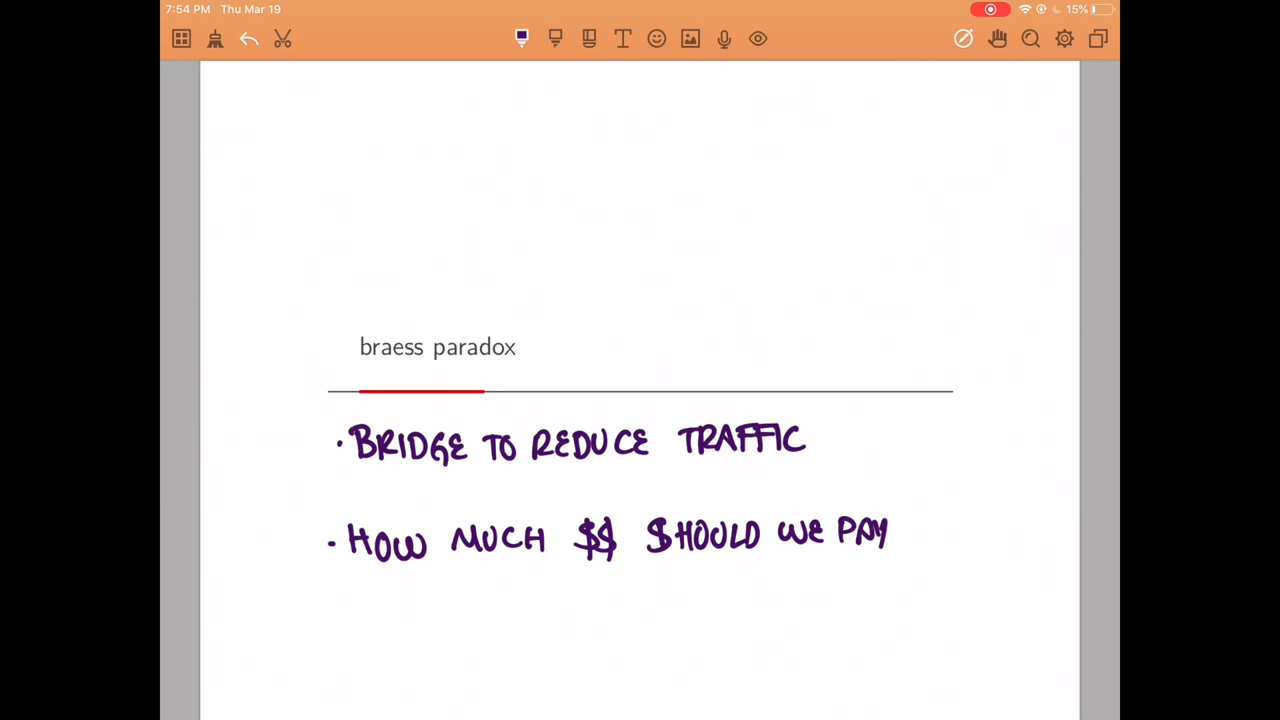 7:54 PM Thu Mar 19 15%
braess paradox
· BRIDGE TO REDUCE TRAFFIC
- HOW MUCH $$ SHOULD WE PAY